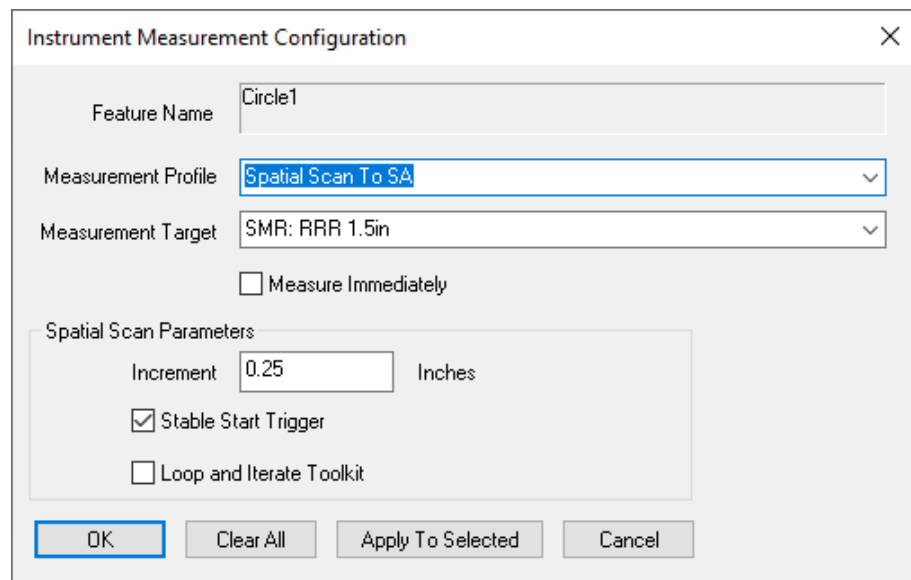 Instrument Measurement Configuration
Feature Name Circle1
Measurement Profile Spatial Scan To SA
Measurement Target SMR: RRR 1.5in
Measure Immediately
Spatial Scan Parameters
Increment 0.25 Inches
Stable Start Trigger
Loop and Iterate Toolkit
OK Clear All Apply To Selected Cancel